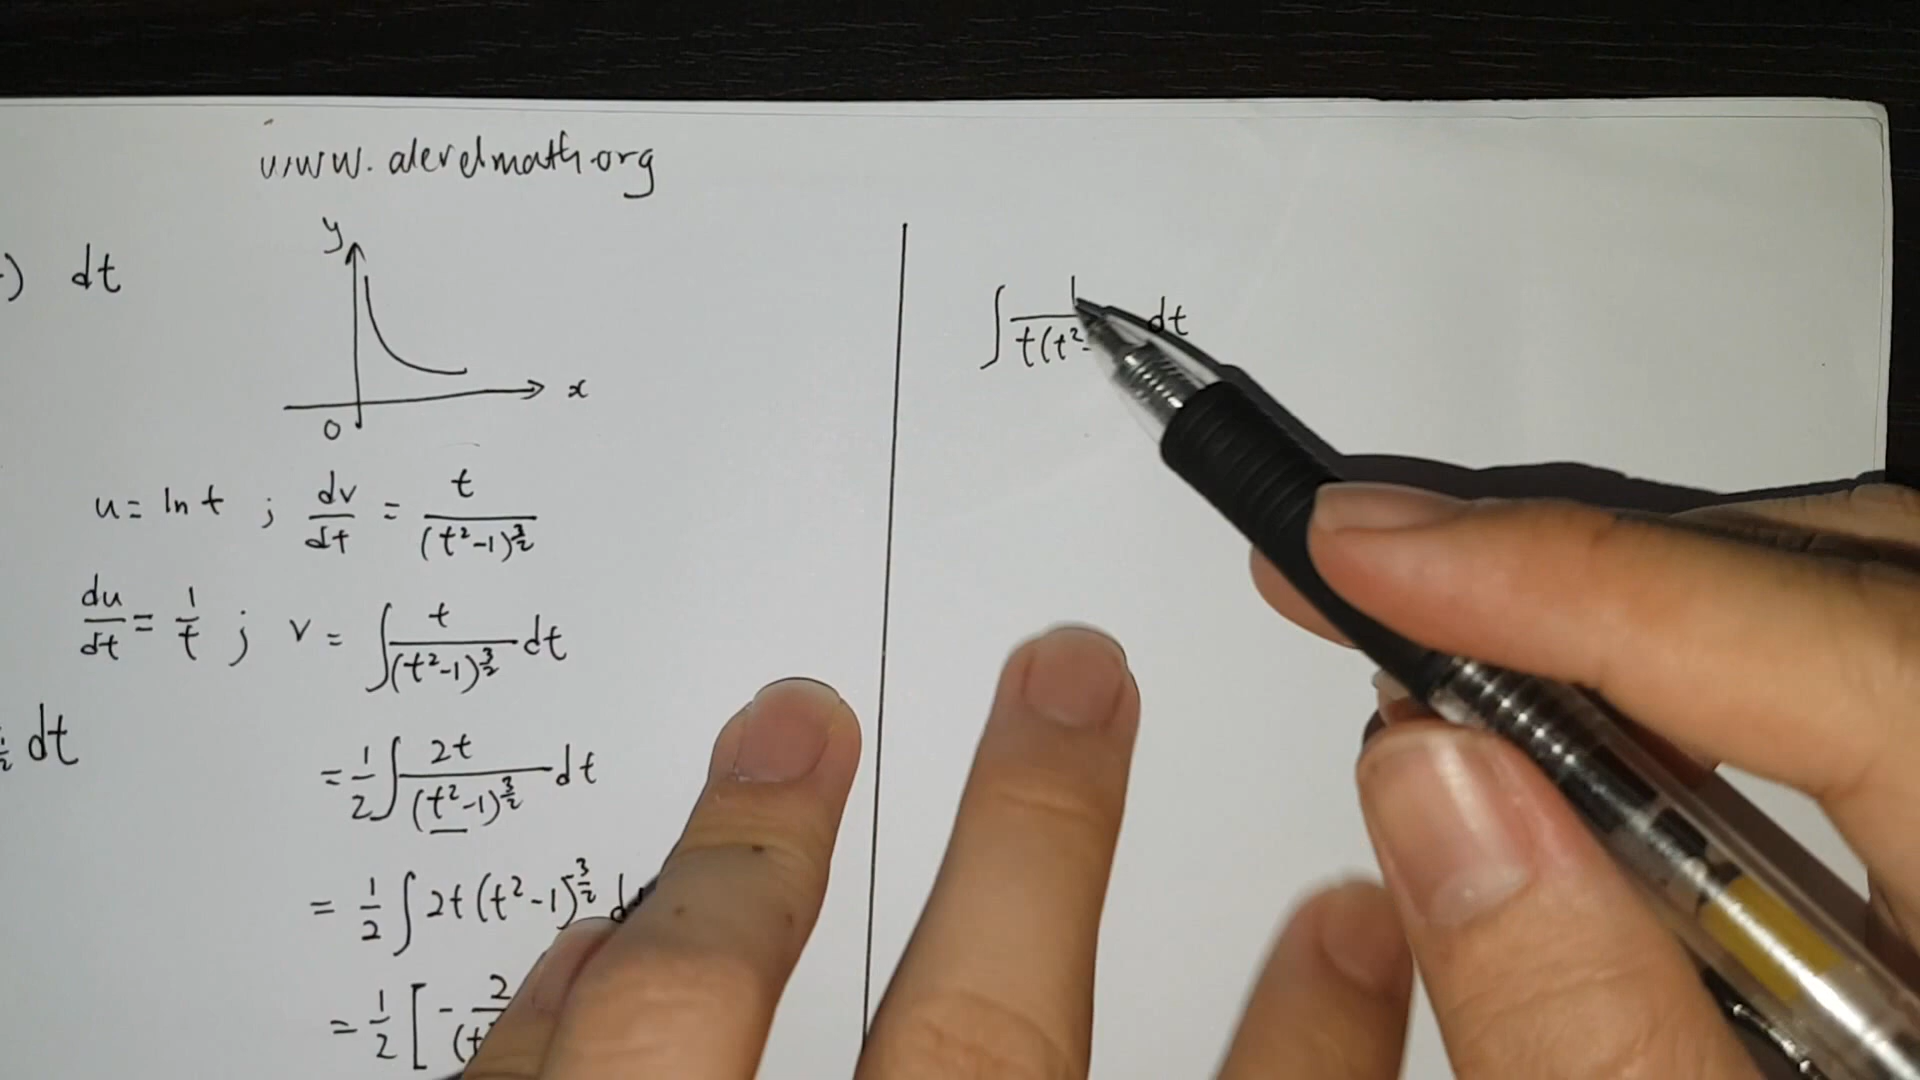 www.alevelmath.org
) dt
y
x
0
u = ln t ; dv/dt = t/(t²-1)^(3/2)
du/dt = 1/t ; v = ∫ t/(t²-1)^(3/2) dt
1/2 dt
= 1/2 ∫ 2t/(t²-1)^(3/2) dt
= 1/2 ∫ 2t (t²-1)^(3/2) d
= 1/2 [ - 2/(t
∫ 1/t(t²- dt